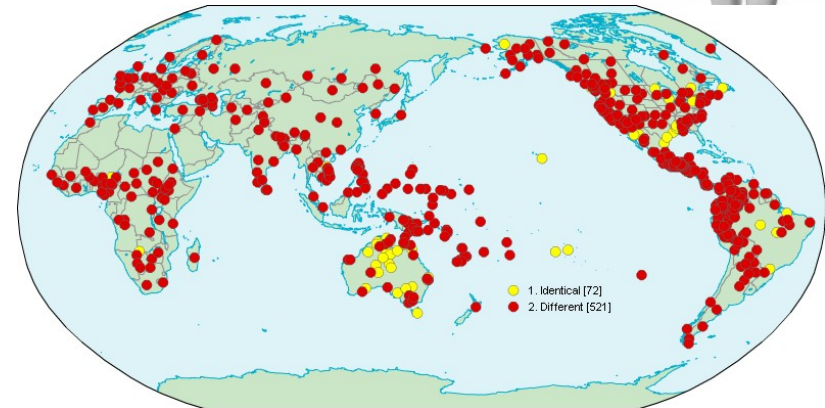 1. Identical [72]
2. Different [521]